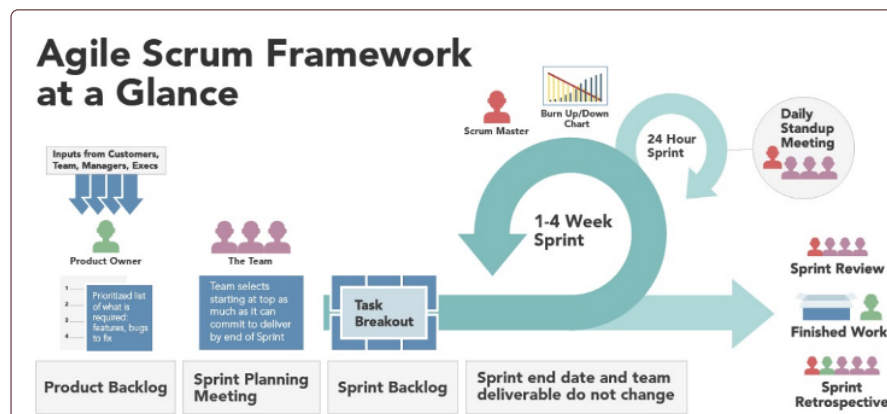 Agile Scrum Framework
at a Glance
Inputs from Customers,
Team, Managers, Execs
Product Owner
The Team
1
2
3
4
Prioritized list
of what is
required:
features, bugs
to fix
Team selects
starting at top as
much as it can
commit to deliver
by end of Sprint
Task
Breakout
Product Backlog
Sprint Planning
Meeting
Sprint Backlog
Sprint end date and team
deliverable do not change
Scrum Master
Burn Up/Down
Chart
1-4 Week
Sprint
24 Hour
Sprint
Daily
Standup
Meeting
Sprint Review
Finished Work
Sprint
Retrospective